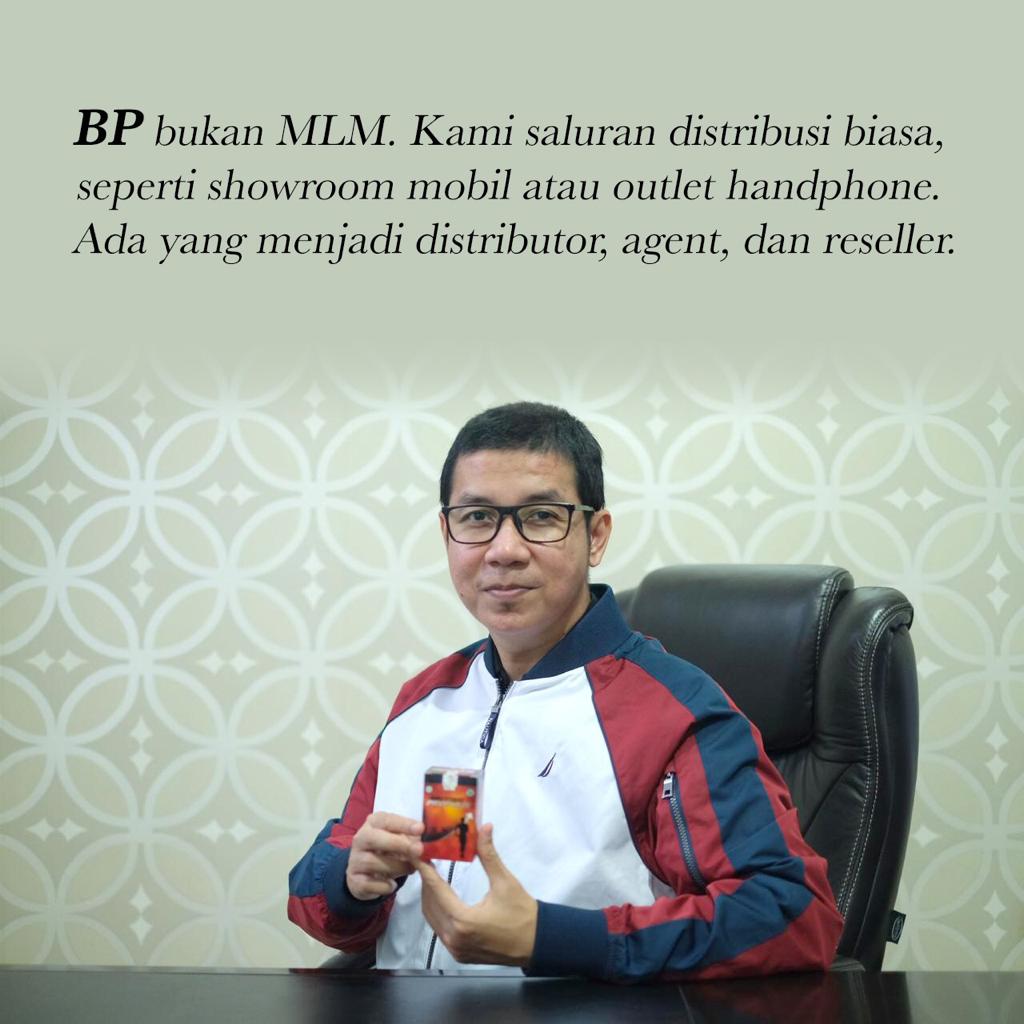 BP bukan MLM. Kami saluran distribusi biasa,
seperti showroom mobil atau outlet handphone.
Ada yang menjadi distributor, agent, dan reseller.